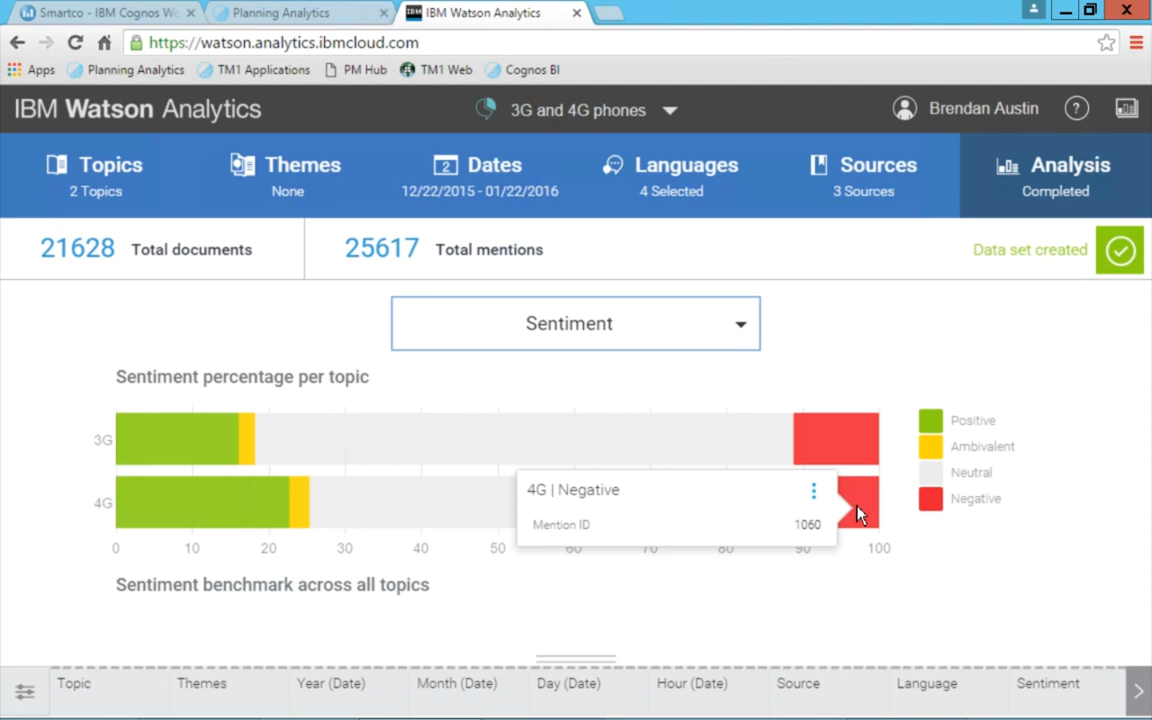 Smartco - IBM Cognos Wo Planning Analytics IBM Watson Analytics
https://watson.analytics.ibmcloud.com
Apps Planning Analytics TM1 Applications PM Hub TM1 Web Cognos BI
IBM Watson Analytics 3G and 4G phones Brendan Austin ?
Topics Themes 2 Dates Languages Sources Analysis
2 Topics None 12/22/2015 - 01/22/2016 4 Selected 3 Sources Completed
21628 Total documents 25617 Total mentions Data set created
Sentiment
Sentiment percentage per topic
3G
4G
Positive
Ambivalent
Neutral
Negative
4G | Negative
Mention ID 1060
0 10 20 30 40 50 60 70 80 90 100
Sentiment benchmark across all topics
Topic Themes Year (Date) Month (Date) Day (Date) Hour (Date) Source Language Sentiment